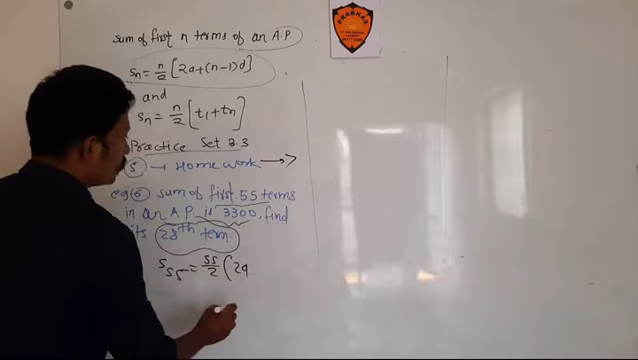 sum of first n terms of an A.P.
Sn = n/2 [2a+(n-1)d]
and
Sn = n/2 [t1+tn]
Practice Set 3.3
5 → Home work →
eg 6 sum of first 55 terms
in an A.P. is 3300, find
its 28th term.
S55 = 55/2 (2a
PRABHAS